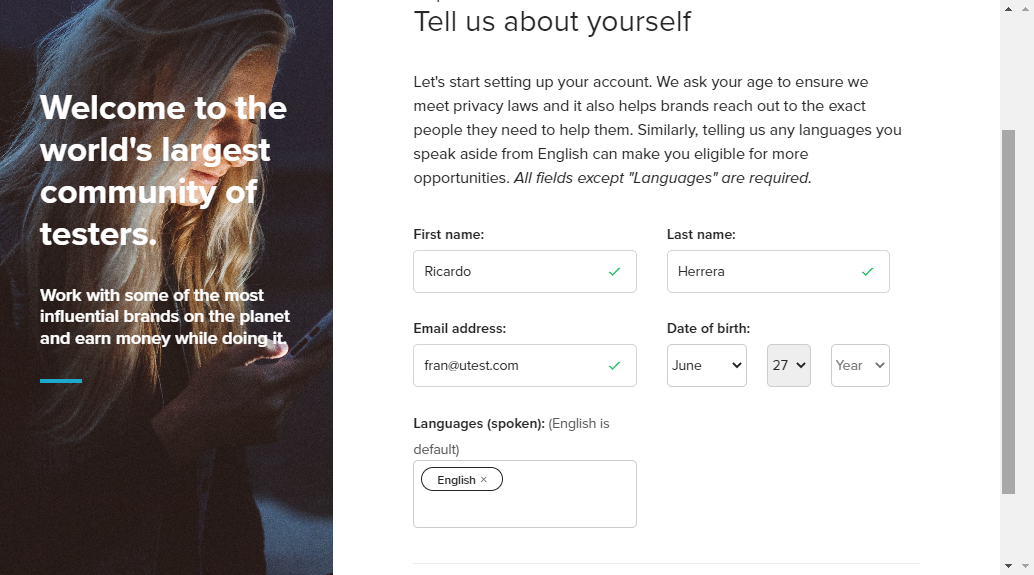 Welcome to the
world's largest
community of
testers.
Work with some of the most
influential brands on the planet
and earn money while doing it.
Tell us about yourself
Let's start setting up your account. We ask your age to ensure we
meet privacy laws and it also helps brands reach out to the exact
people they need to help them. Similarly, telling us any languages you
speak aside from English can make you eligible for more
opportunities. All fields except "Languages" are required.
First name:
Last name:
Ricardo
Herrera
Email address:
Date of birth:
fran@utest.com
June
27
Year
Languages (spoken): (English is
default)
English ×